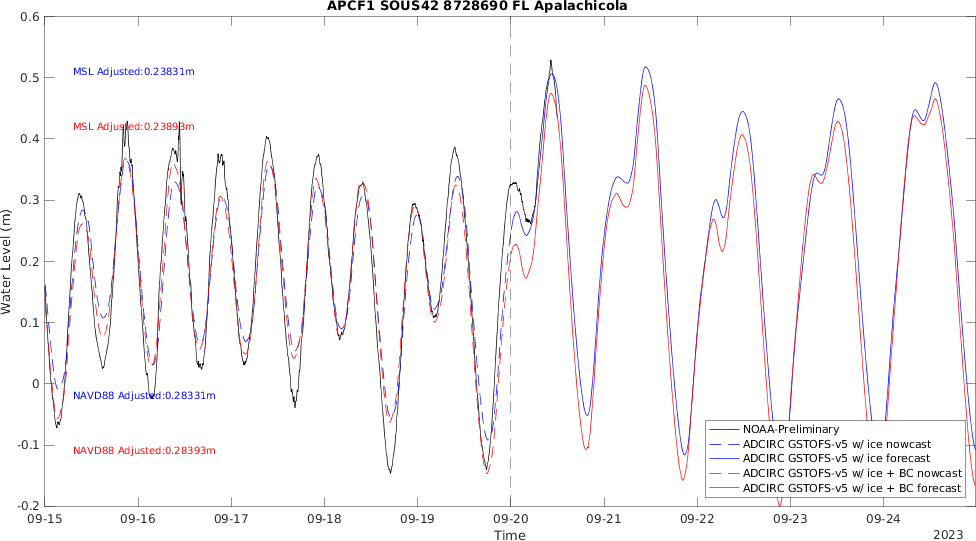 APCF1 SOUS42 8728690 FL Apalachicola
0.6
0.5
0.4
0.3
0.2
0.1
0
-0.1
-0.2
Water Level (m)
MSL Adjusted:0.23831m
MSL Adjusted:0.23893m
NAVD88 Adjusted:0.28331m
NAVD88 Adjusted:0.28393m
NOAA-Preliminary
ADCIRC GSTOFS-v5 w/ ice nowcast
ADCIRC GSTOFS-v5 w/ ice forecast
ADCIRC GSTOFS-v5 w/ ice + BC nowcast
ADCIRC GSTOFS-v5 w/ ice + BC forecast
09-15 09-16 09-17 09-18 09-19 09-20 09-21 09-22 09-23 09-24
Time
2023